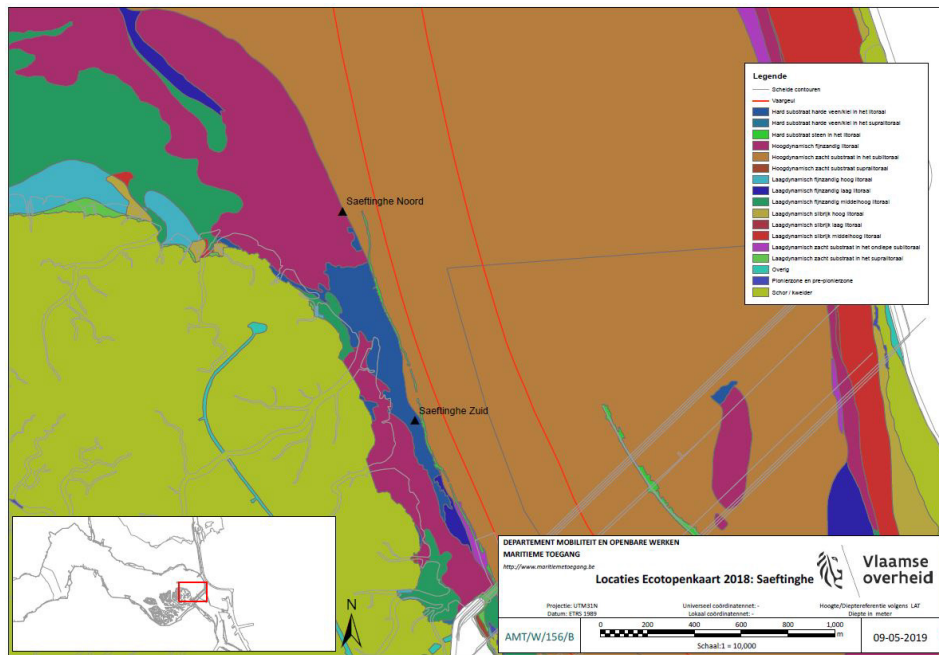 Legende
Schelde contouren
Vaargeul
Hard substraat harde veen/klei in het litoraal
Hard substraat harde veen/klei in het supralitoraal
Hard substraat steen in het litoraal
Hoogdynamisch fijnzandig litoraal
Hoogdynamisch zacht substraat in het sublitoraal
Hoogdynamisch zacht substraat supralitoraal
Laagdynamisch fijnzandig hoog litoraal
Laagdynamisch fijnzandig laag litoraal
Laagdynamisch fijnzandig middelhoog litoraal
Laagdynamisch slibrijk hoog litoraal
Laagdynamisch slibrijk laag litoraal
Laagdynamisch slibrijk middelhoog litoraal
Laagdynamisch zacht substraat in het ondiepe sublitoraal
Laagdynamisch zacht substraat in het supralitoraal
Overig
Pionierzone en pre-pionierzone
Schor / kwelder
Saeftinghe Noord
Saeftinghe Zuid
N
DEPARTEMENT MOBILITEIT EN OPENBARE WERKEN
MARITIEME TOEGANG
http://www.maritiemetoegang.be
Locaties Ecotopenkaart 2018: Saeftinghe
Vlaamse
overheid
Projectie: UTM31N
Datum: ETRS 1989
Universeel coördinatennet: -
Lokaal coördinatennet: -
Hoogte/Dieptereferentie volgens LAT
Diepte in meter
AMT/W/156/B
0 200 400 600 800 1,000
m
Schaal:1 = 10,000
09-05-2019